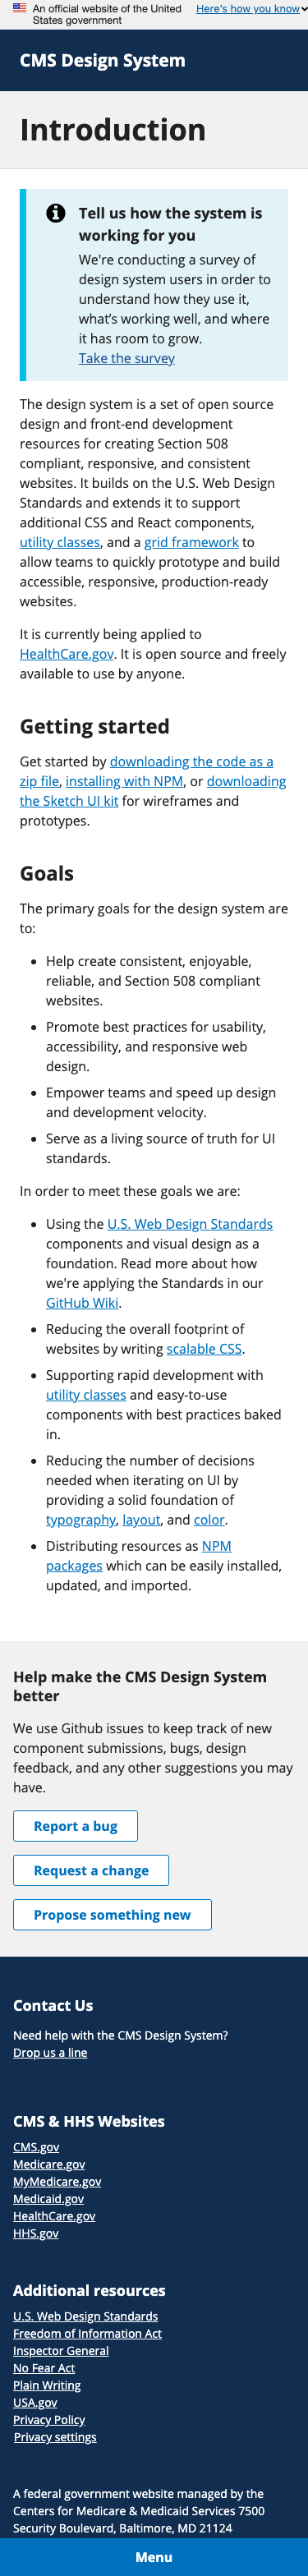 An official website of the United
States government
Here's how you know
CMS Design System
Introduction
Tell us how the system is
working for you
We're conducting a survey of
design system users in order to
understand how they use it,
what's working well, and where
it has room to grow.
Take the survey
The design system is a set of open source
design and front-end development
resources for creating Section 508
compliant, responsive, and consistent
websites. It builds on the U.S. Web Design
Standards and extends it to support
additional CSS and React components,
utility classes, and a grid framework to
allow teams to quickly prototype and build
accessible, responsive, production-ready
websites.
It is currently being applied to
HealthCare.gov. It is open source and freely
available to use by anyone.
Getting started
Get started by downloading the code as a
zip file, installing with NPM, or downloading
the Sketch UI kit for wireframes and
prototypes.
Goals
The primary goals for the design system are
to:
• Help create consistent, enjoyable,
reliable, and Section 508 compliant
websites.
• Promote best practices for usability,
accessibility, and responsive web
design.
• Empower teams and speed up design
and development velocity.
• Serve as a living source of truth for UI
standards.
In order to meet these goals we are:
• Using the U.S. Web Design Standards
components and visual design as a
foundation. Read more about how
we're applying the Standards in our
GitHub Wiki.
• Reducing the overall footprint of
websites by writing scalable CSS.
• Supporting rapid development with
utility classes and easy-to-use
components with best practices baked
in.
• Reducing the number of decisions
needed when iterating on UI by
providing a solid foundation of
typography, layout, and color.
• Distributing resources as NPM
packages which can be easily installed,
updated, and imported.
Help make the CMS Design System
better
We use Github issues to keep track of new
component submissions, bugs, design
feedback, and any other suggestions you may
have.
Report a bug
Request a change
Propose something new
Contact Us
Need help with the CMS Design System?
Drop us a line
CMS & HHS Websites
CMS.gov
Medicare.gov
MyMedicare.gov
Medicaid.gov
HealthCare.gov
HHS.gov
Additional resources
U.S. Web Design Standards
Freedom of Information Act
Inspector General
No Fear Act
Plain Writing
USA.gov
Privacy Policy
Privacy settings
A federal government website managed by the
Centers for Medicare & Medicaid Services 7500
Security Boulevard, Baltimore, MD 21124
Menu